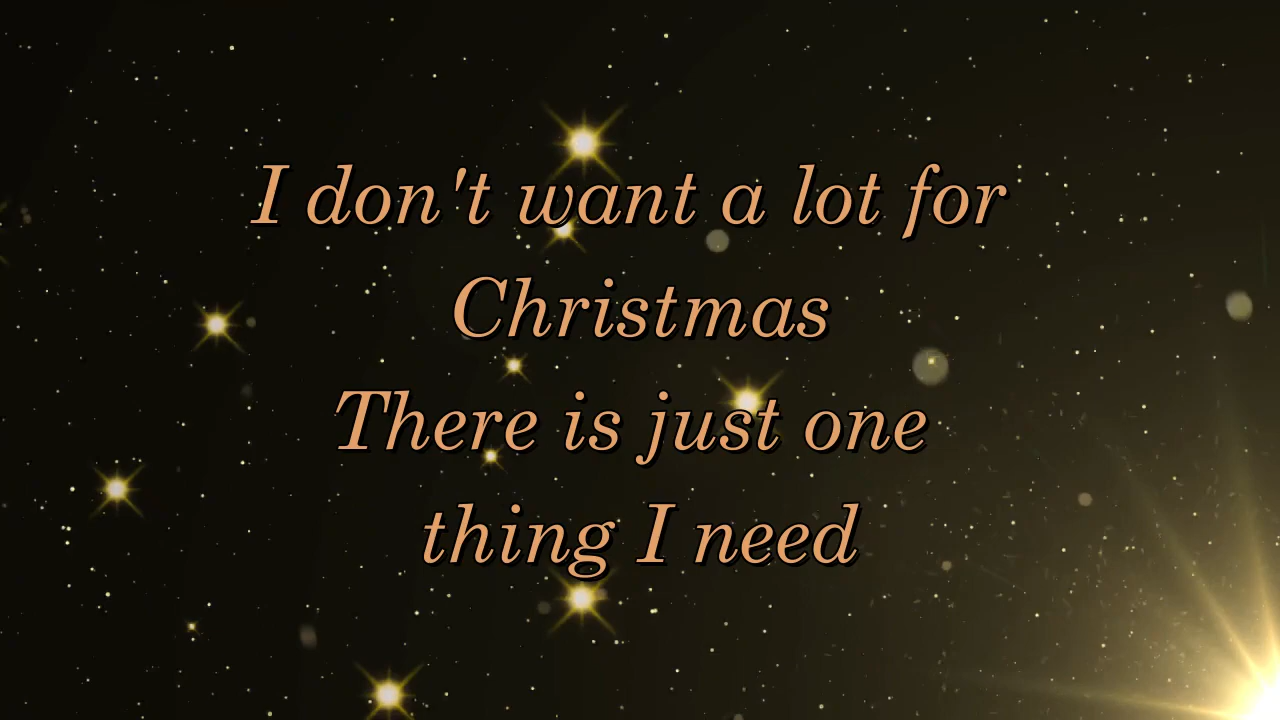 I don't want a lot for
Christmas
There is just one
thing I need